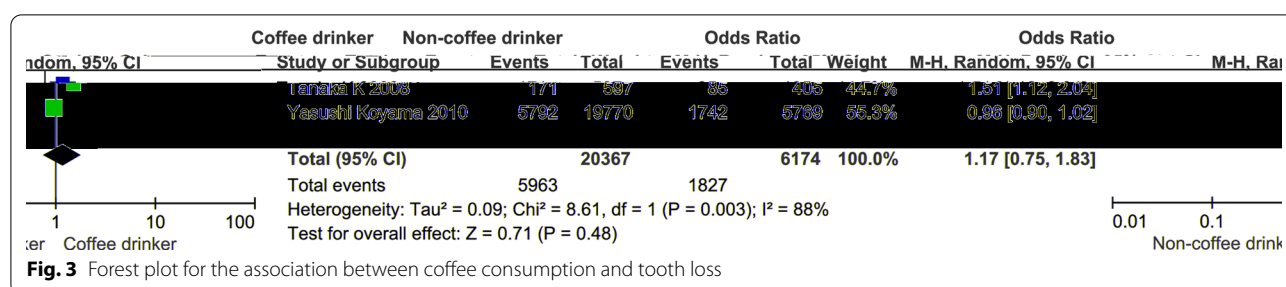 Coffee drinker Non-coffee drinker Odds Ratio Odds Ratio
ndom, 95% CI Study or Subgroup Events Total Events Total Weight M-H, Random, 95% CI M-H, Rar
Tanaka K 2008 171 597 85 405 44.7% 1.51 [1.12, 2.04]
Yasushi Koyama 2010 5792 19770 1742 5769 55.3% 0.96 [0.90, 1.02]
Total (95% CI) 20367 6174 100.0% 1.17 [0.75, 1.83]
Total events 5963 1827
Heterogeneity: Tau² = 0.09; Chi² = 8.61, df = 1 (P = 0.003); I² = 88%
1 10 100 0.01 0.1
Test for overall effect: Z = 0.71 (P = 0.48)
ker Coffee drinker Non-coffee drink
Fig. 3 Forest plot for the association between coffee consumption and tooth loss